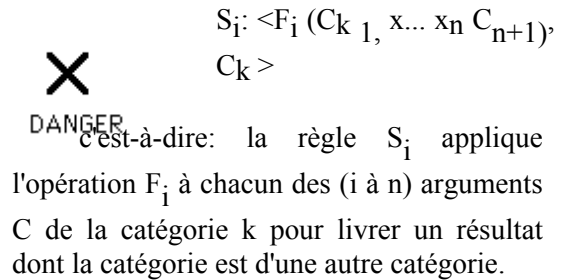 Si: <Fi (Ck 1, x... xn Cn+1),
Ck >
DANGER
c'est-à-dire: la règle Si applique
l'opération Fi à chacun des (i à n) arguments
C de la catégorie k pour livrer un résultat
dont la catégorie est d'une autre catégorie.